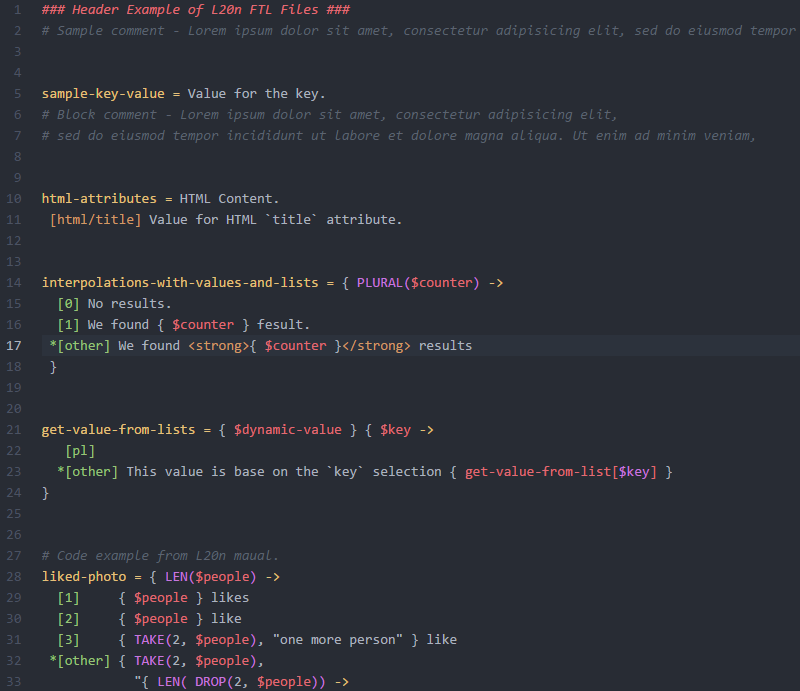 1 ### Header Example of L20n FTL Files ###
2 # Sample comment - Lorem ipsum dolor sit amet, consectetur adipisicing elit, sed do eiusmod tempor
3
4
5 sample-key-value = Value for the key.
6 # Block comment - Lorem ipsum dolor sit amet, consectetur adipisicing elit,
7 # sed do eiusmod tempor incididunt ut labore et dolore magna aliqua. Ut enim ad minim veniam,
8
9
10 html-attributes = HTML Content.
11  [html/title] Value for HTML `title` attribute.
12
13
14 interpolations-with-values-and-lists = { PLURAL($counter) ->
15   [0] No results.
16   [1] We found { $counter } fesult.
17  *[other] We found <strong>{ $counter }</strong> results
18  }
19
20
21 get-value-from-lists = { $dynamic-value } { $key ->
22    [pl]
23   *[other] This value is base on the `key` selection { get-value-from-list[$key] }
24 }
25
26
27 # Code example from L20n maual.
28 liked-photo = { LEN($people) ->
29   [1]     { $people } likes
30   [2]     { $people } like
31   [3]     { TAKE(2, $people), "one more person" } like
32  *[other] { TAKE(2, $people),
33             "{ LEN( DROP(2, $people)) ->